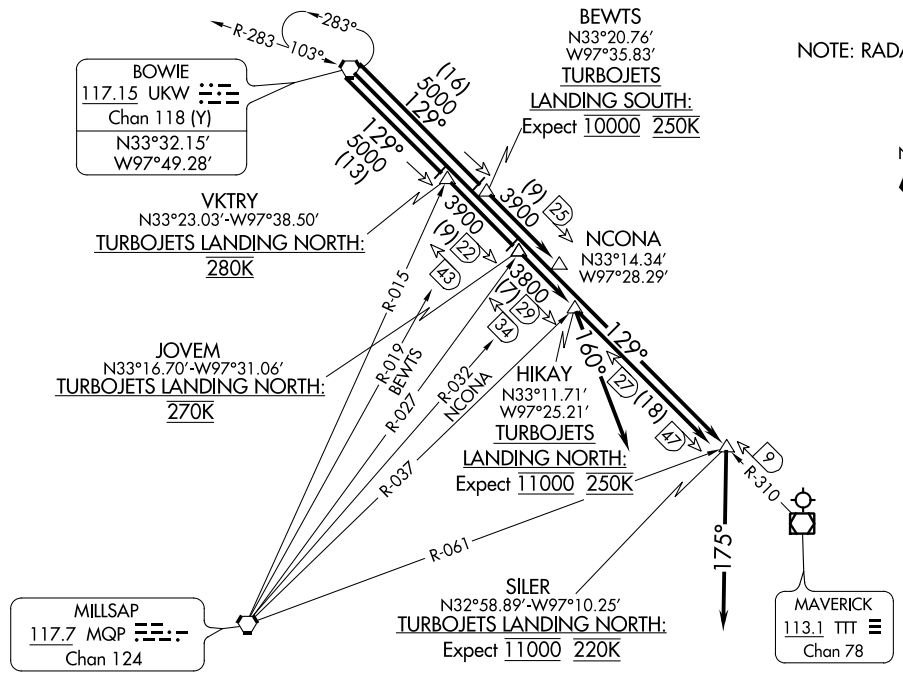 R-283
103°
283°
BOWIE
117.15 UKW
Chan 118 (Y)
N33°32.15'
W97°49.28'
(16)
5000
129°
129°
5000
(13)
BEWTS
N33°20.76'
W97°35.83'
TURBOJETS
LANDING SOUTH:
Expect 10000 250K
NOTE: RADA
N
VKTRY
N33°23.03'-W97°38.50'
TURBOJETS LANDING NORTH:
280K
3900
(9)
22
(9)
25
3900
NCONA
N33°14.34'
W97°28.29'
R-015
43
3800
(7)
29
34
JOVEM
N33°16.70'-W97°31.06'
TURBOJETS LANDING NORTH:
270K
R-019
BEWTS
R-027
R-032
NCONA
R-037
HIKAY
N33°11.71'
W97°25.21'
TURBOJETS
LANDING NORTH:
Expect 11000 250K
160°
129°
27
(18)
47
9
R-310
R-061
175°
SILER
N32°58.89'-W97°10.25'
TURBOJETS LANDING NORTH:
Expect 11000 220K
MILLSAP
117.7 MQP
Chan 124
MAVERICK
113.1 TTT
Chan 78